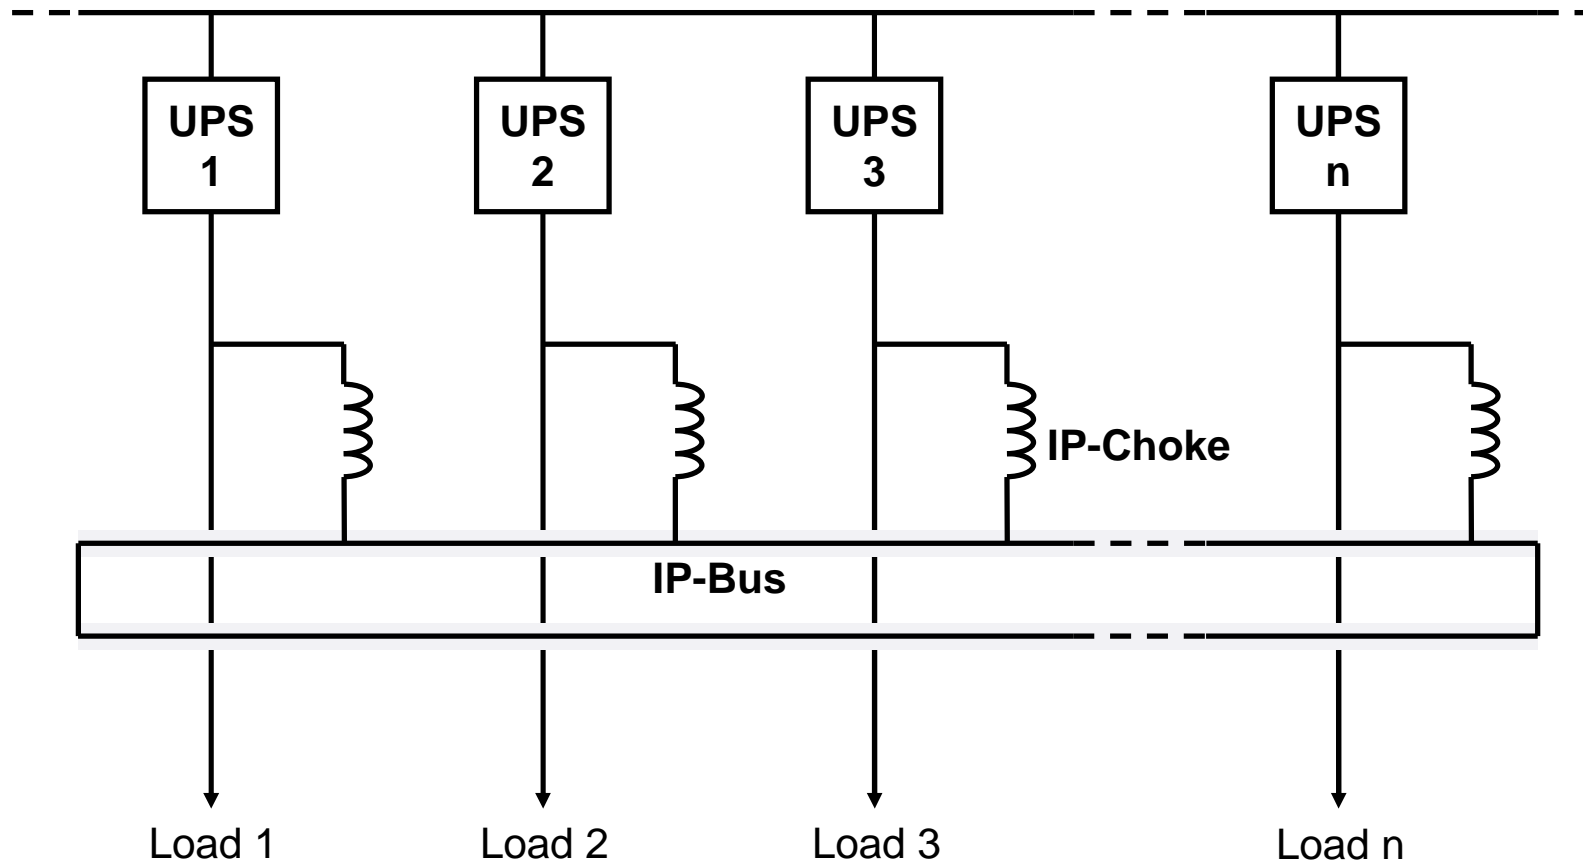 UPS
1
UPS
2
UPS
3
UPS
n
IP-Choke
IP-Bus
Load 1
Load 2
Load 3
Load n